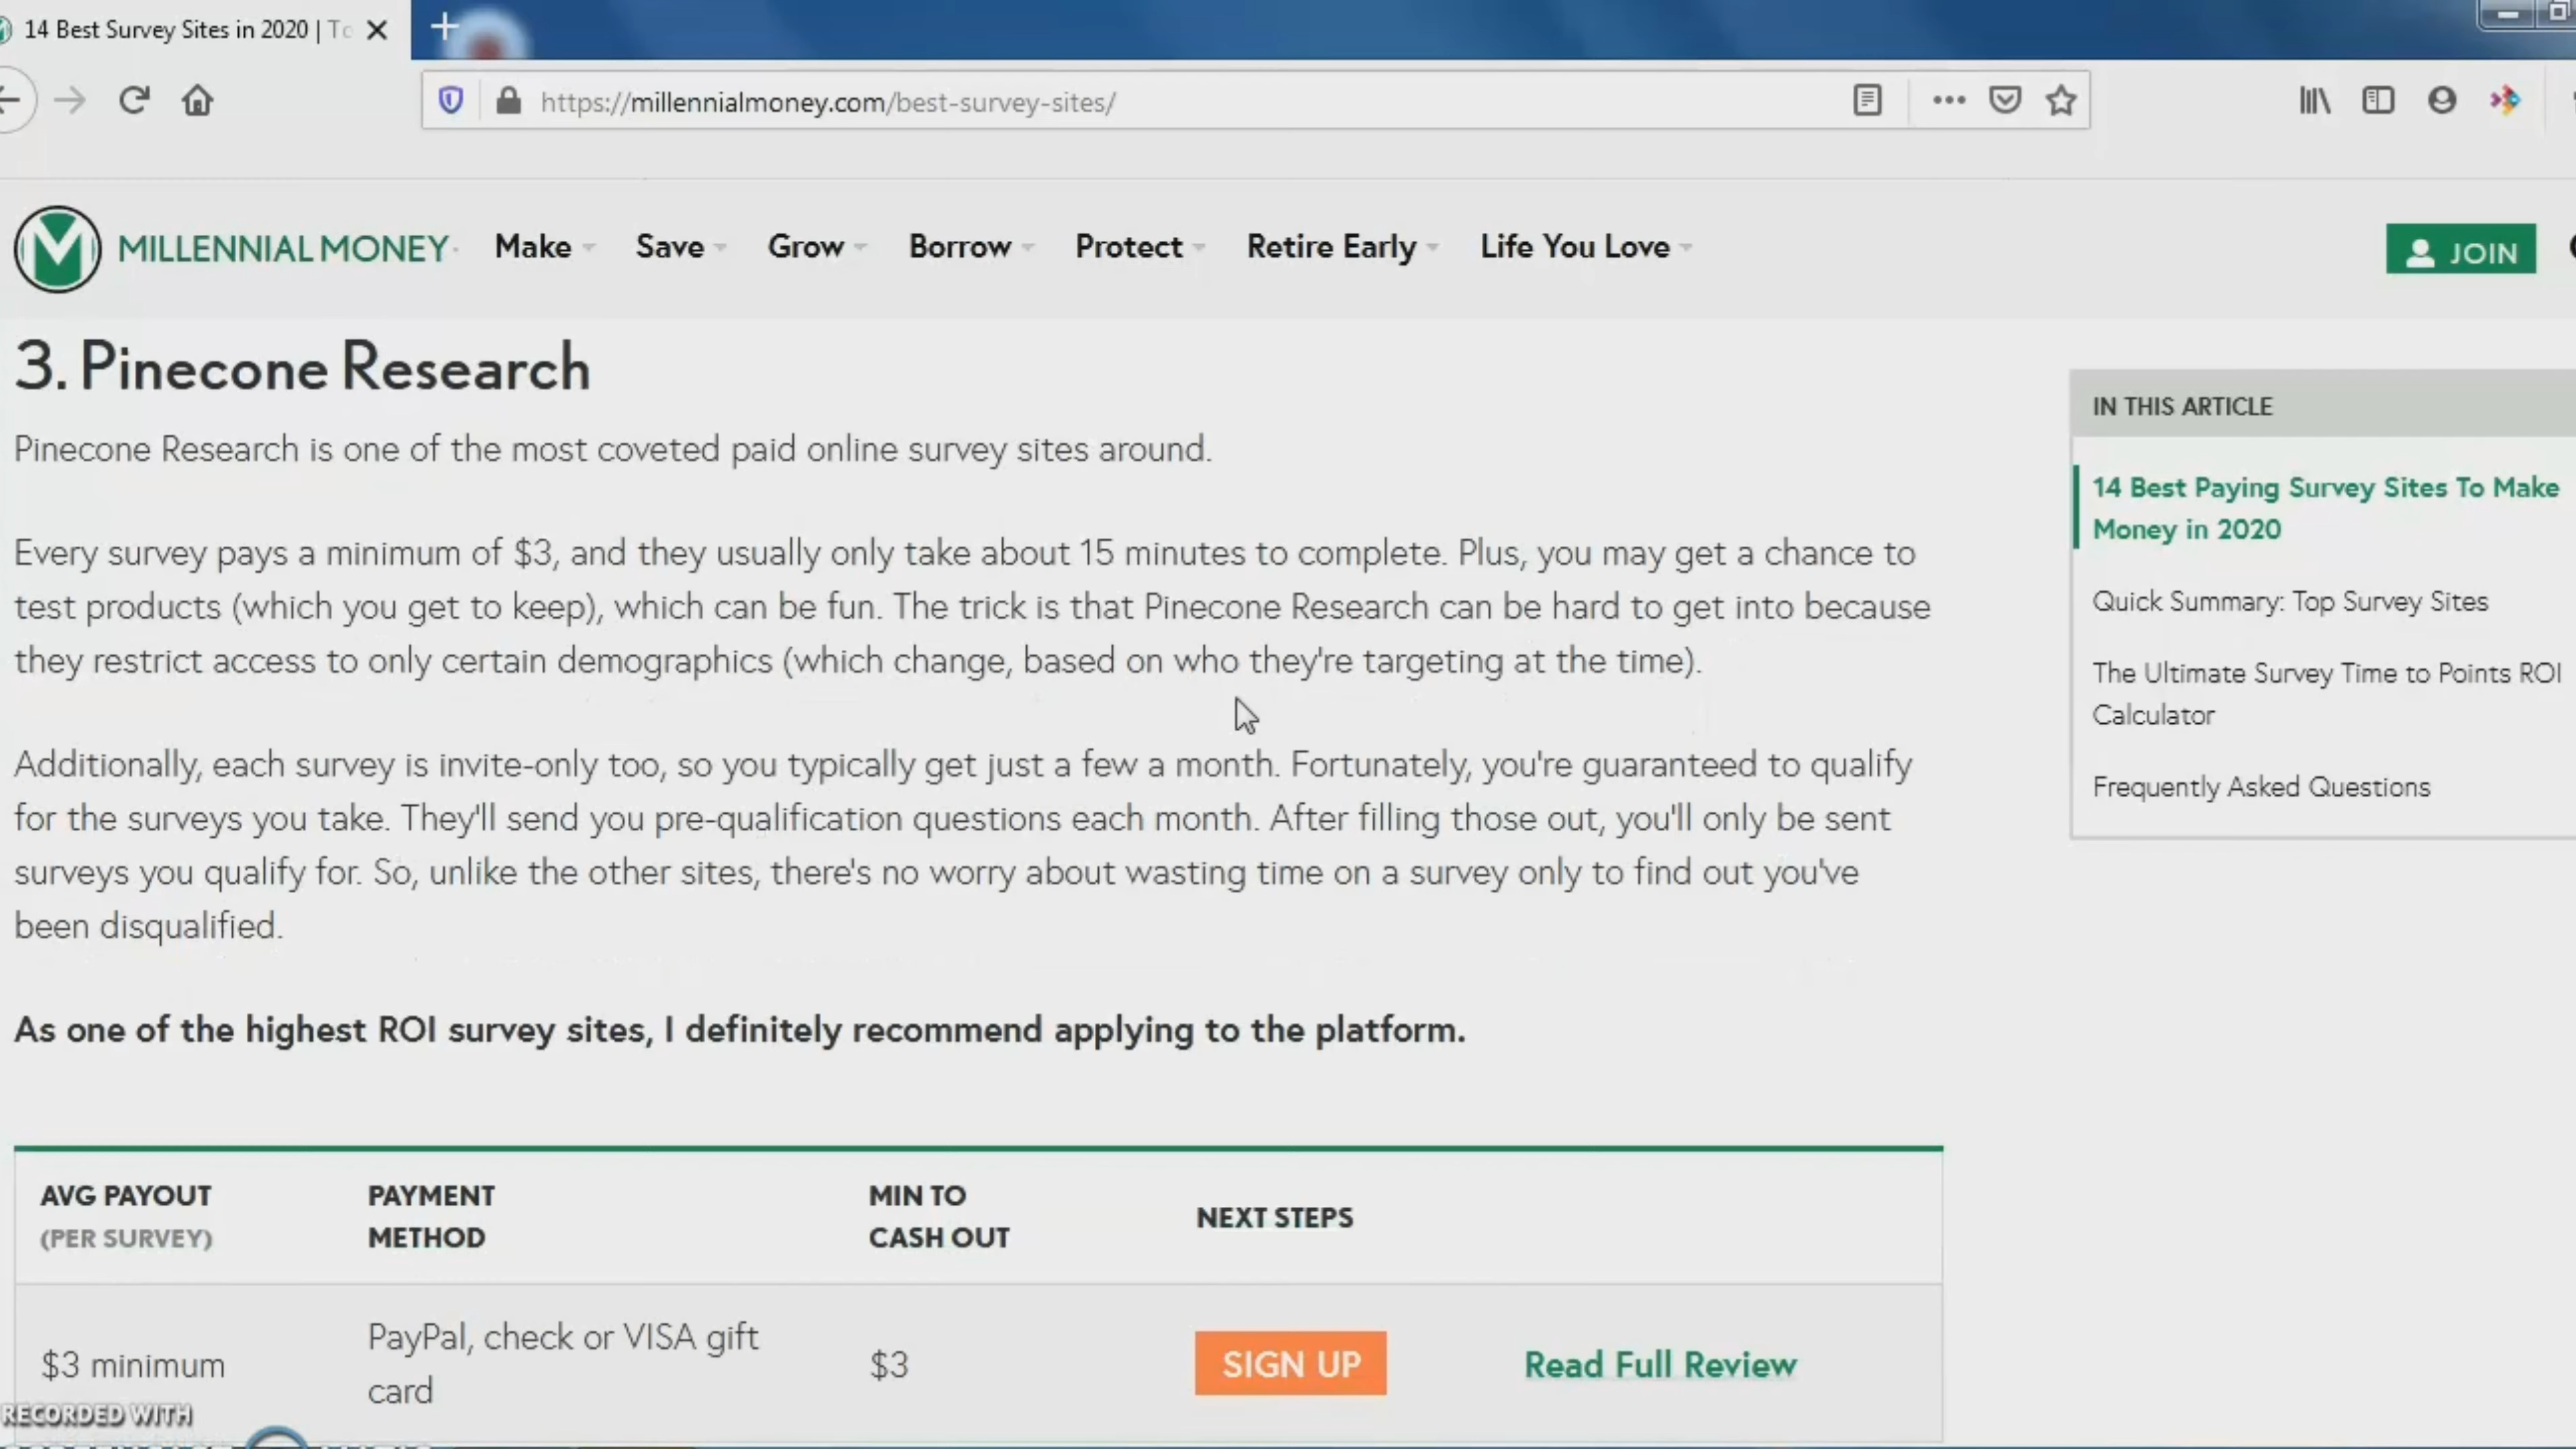 14 Best Survey Sites in 2020 | To
https://millennialmoney.com/best-survey-sites/
MILLENNIAL MONEY Make Save Grow Borrow Protect Retire Early Life You Love JOIN
3. Pinecone Research
Pinecone Research is one of the most coveted paid online survey sites around.
Every survey pays a minimum of $3, and they usually only take about 15 minutes to complete. Plus, you may get a chance to
test products (which you get to keep), which can be fun. The trick is that Pinecone Research can be hard to get into because
they restrict access to only certain demographics (which change, based on who they're targeting at the time).
Additionally, each survey is invite-only too, so you typically get just a few a month. Fortunately, you're guaranteed to qualify
for the surveys you take. They'll send you pre-qualification questions each month. After filling those out, you'll only be sent
surveys you qualify for. So, unlike the other sites, there's no worry about wasting time on a survey only to find out you've
been disqualified.
As one of the highest ROI survey sites, I definitely recommend applying to the platform.
IN THIS ARTICLE
14 Best Paying Survey Sites To Make
Money in 2020
Quick Summary: Top Survey Sites
The Ultimate Survey Time to Points ROI
Calculator
Frequently Asked Questions
AVG PAYOUT
(PER SURVEY)
PAYMENT
METHOD
MIN TO
CASH OUT
NEXT STEPS
$3 minimum
PayPal, check or VISA gift
card
$3
SIGN UP
Read Full Review
RECORDED WITH